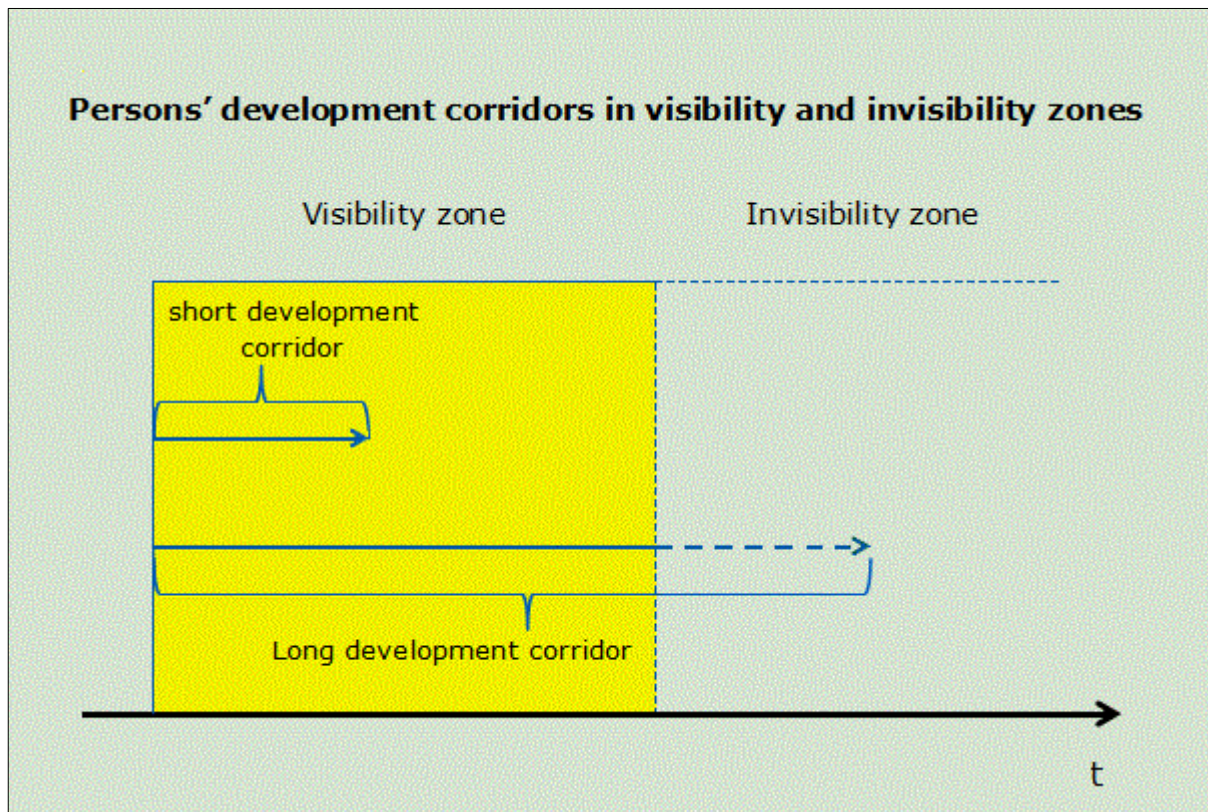 Persons’ development corridors in visibility and invisibility zones
Visibility zone
Invisibility zone
short development
corridor
Long development corridor
t